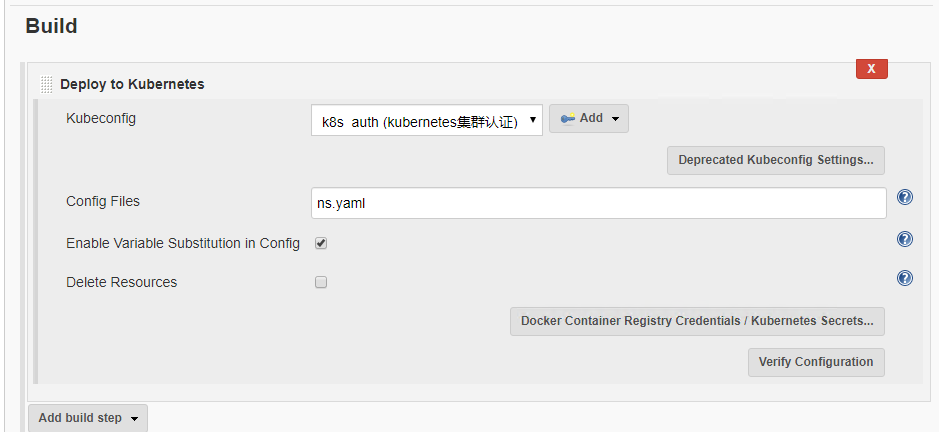 Build
X
Deploy to Kubernetes
Kubeconfig
k8s_auth (kubernetes集群认证)
Add
Deprecated Kubeconfig Settings...
Config Files
ns.yaml
Enable Variable Substitution in Config
Delete Resources
Docker Container Registry Credentials / Kubernetes Secrets...
Verify Configuration
Add build step